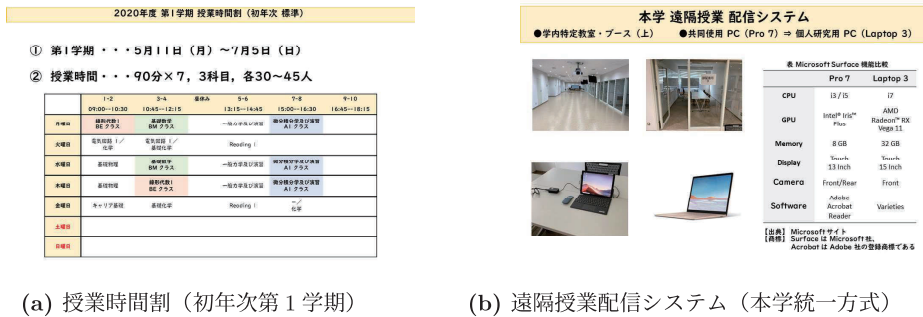 2020年度 第1学期 授業時間割（初年次 標準）
① 第1学期 ・・・5月11日（月）～7月5日（日）
② 授業時間・・・90分×7，3科目，各30～45人
1-2 3-4 昼休み 5-6 7-8 9-10
09:00--10:30 10:45--12:15 13:15--14:45 15:00--16:30 16:45--18:15
月曜日 線形代数Ⅰ BE クラス 基礎数学 BM クラス 一般力学及び演習 微分積分学及び演習 AI クラス
火曜日 電気回路 Ⅰ／化学 電気回路 Ⅰ／基礎化学 Reading Ⅰ
水曜日 基礎物理 基礎数学 BM クラス 一般力学及び演習 微分積分学及び演習 AI クラス
木曜日 基礎物理 線形代数Ⅰ BE クラス 一般力学及び演習 微分積分学及び演習 AI クラス
金曜日 キャリア基礎 基礎化学 Reading Ⅰ ／化学
土曜日
日曜日
(a) 授業時間割（初年次第 1 学期）
本学 遠隔授業 配信システム
●学内特定教室・ブース（上） ●共同使用 PC（Pro 7）⇒ 個人研究用 PC（Laptop 3）
表 Microsoft Surface 機能比較
Pro 7 Laptop 3
CPU i3 / i5 i7
GPU Intel® Iris™ Plus AMD Radeon™ RX Vega 11
Memory 8 GB 32 GB
Display Touch 13 Inch Touch 15 Inch
Camera Front/Rear Front
Software Adobe Acrobat Reader Varieties
【出典】 Microsoft サイト
【商標】 Surface は Microsoft 社、
Acrobat は Adobe 社の登録商標である
(b) 遠隔授業配信システム（本学統一方式）